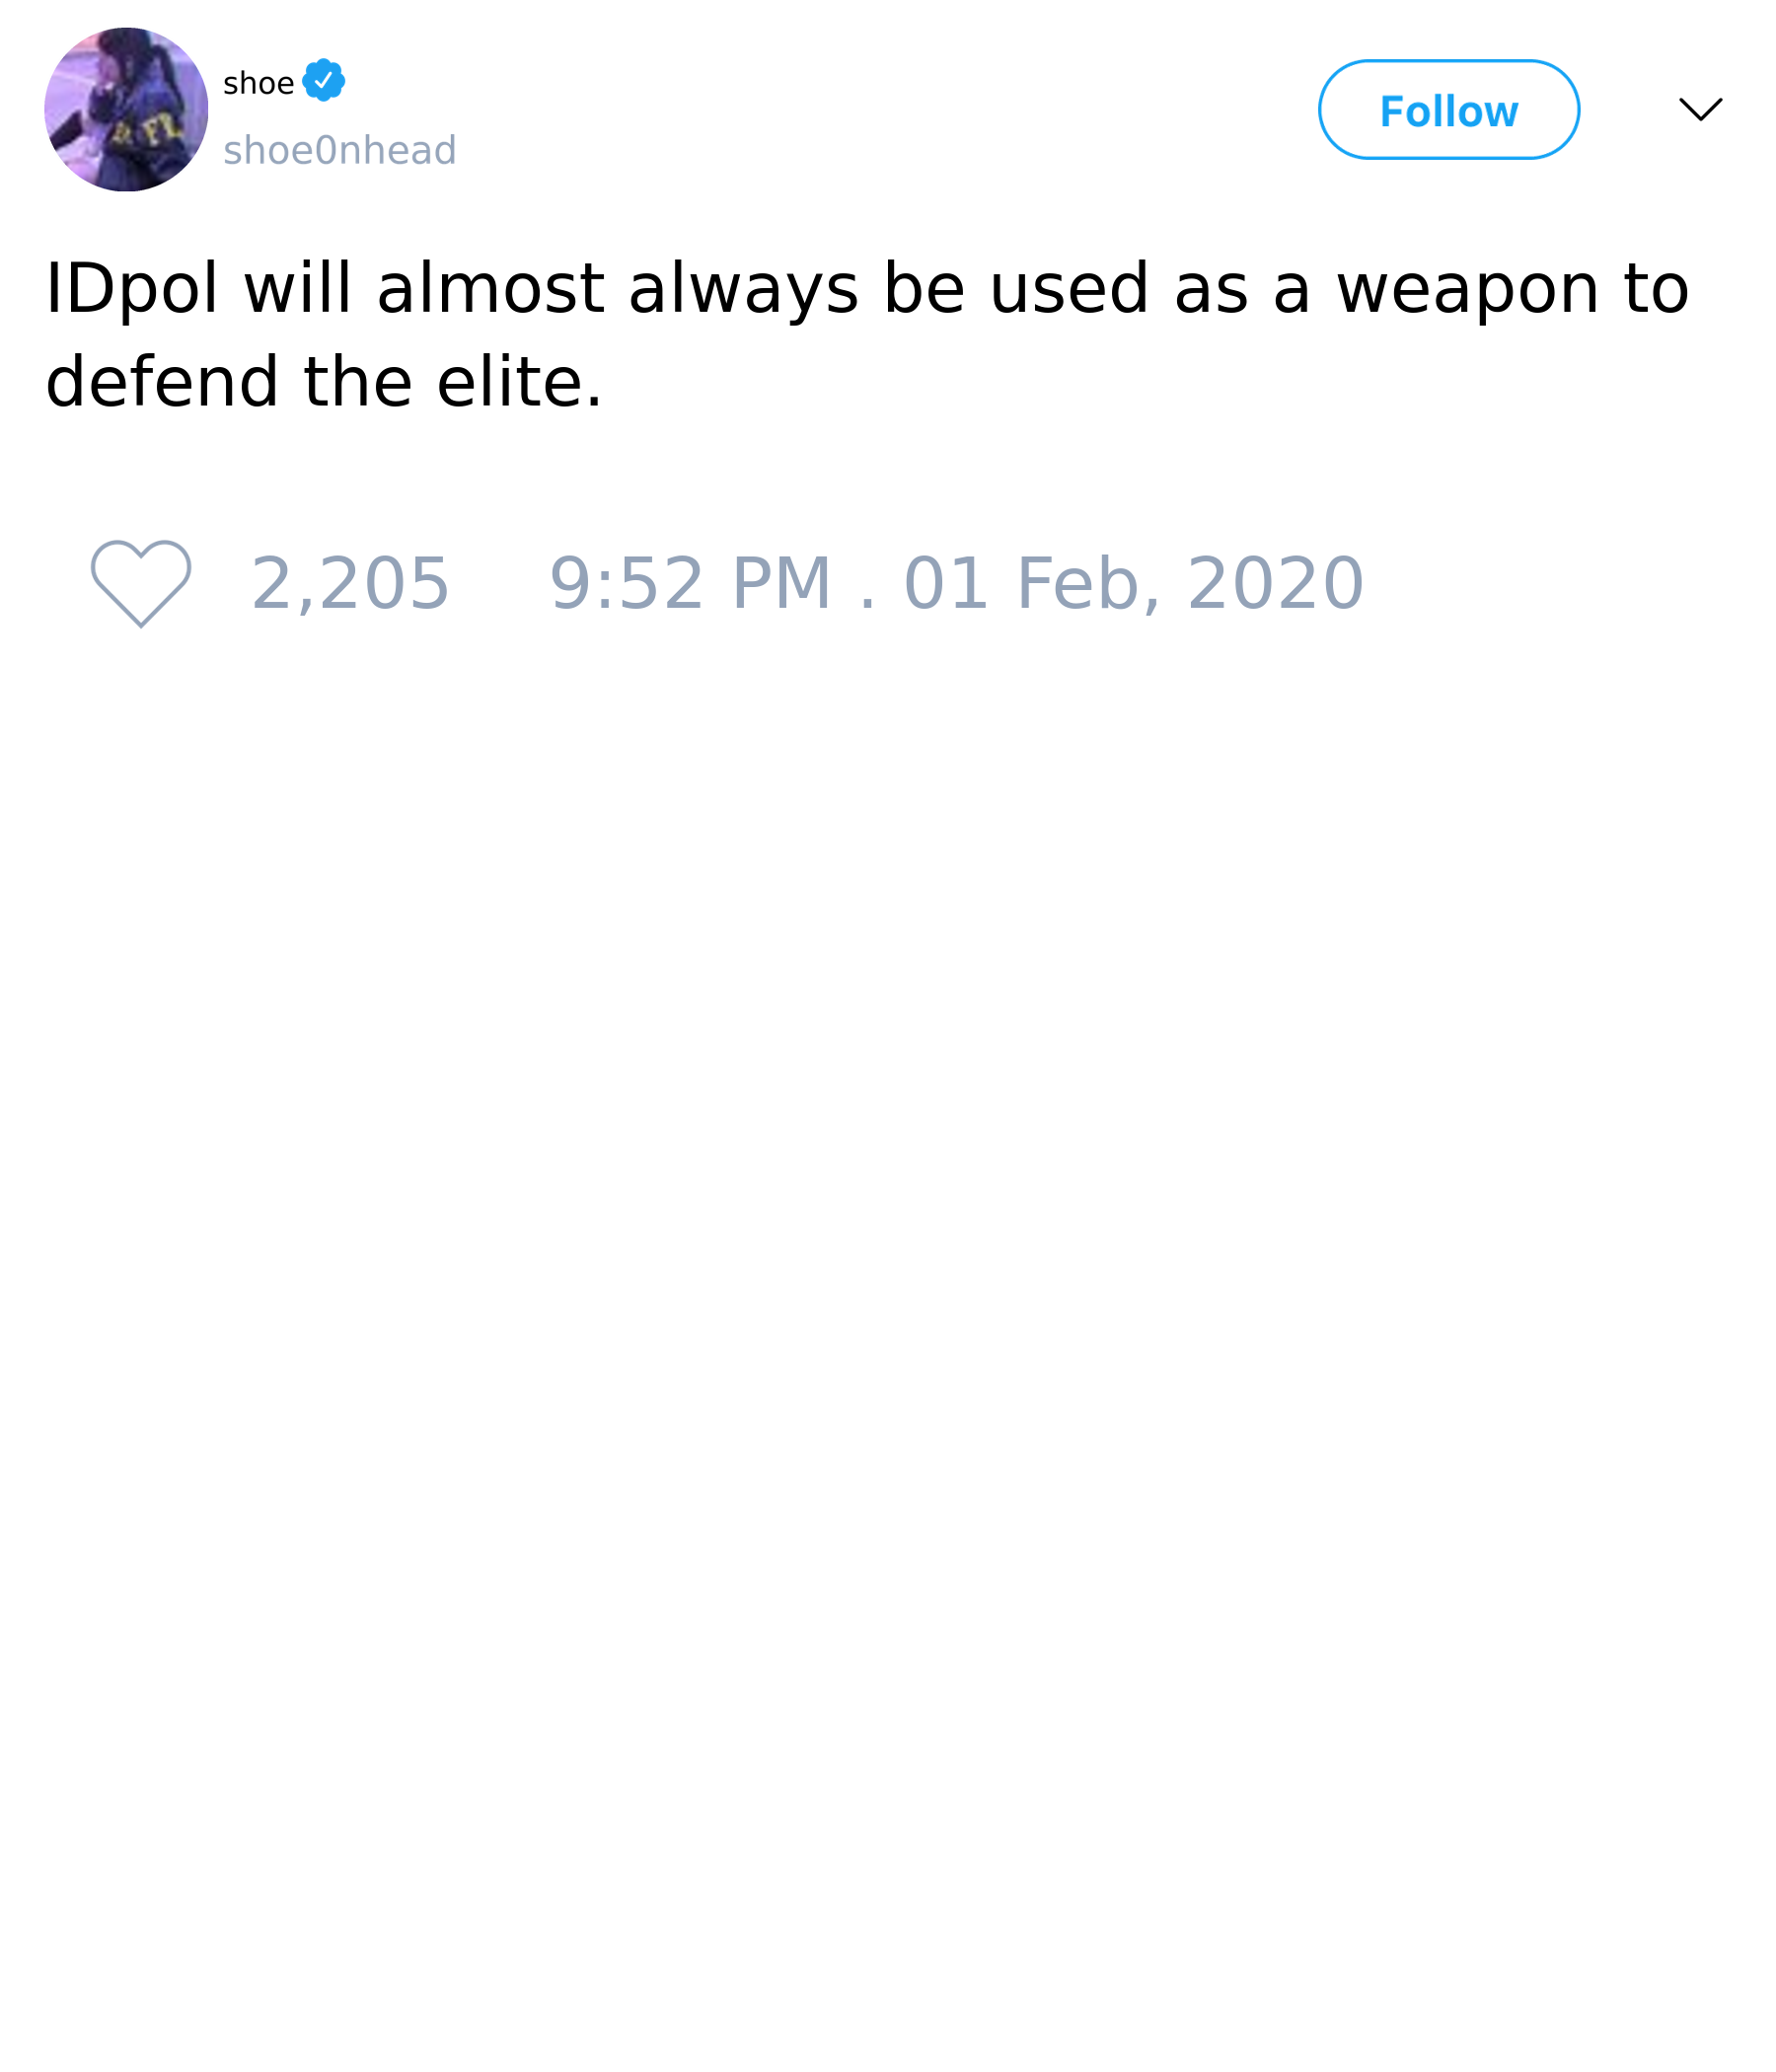 shoe
shoe0nhead
Follow
IDpol will almost always be used as a weapon to
defend the elite.
2,205 9:52 PM . 01 Feb, 2020